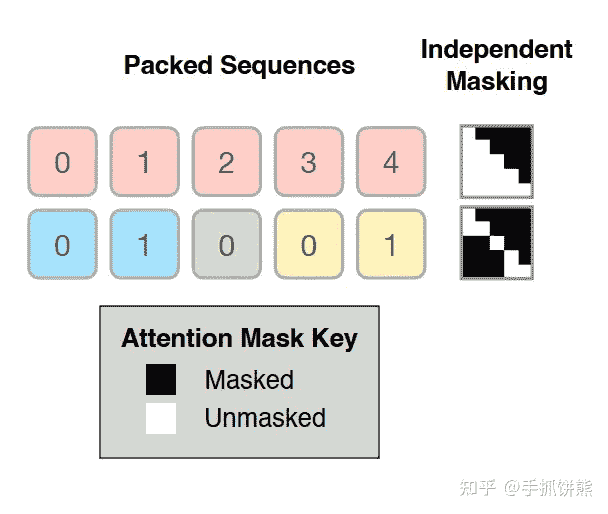 Packed Sequences
Independent
Masking
0 1 2 3 4
0 1 0 0 1
Attention Mask Key
Masked
Unmasked
知乎 @手抓饼熊